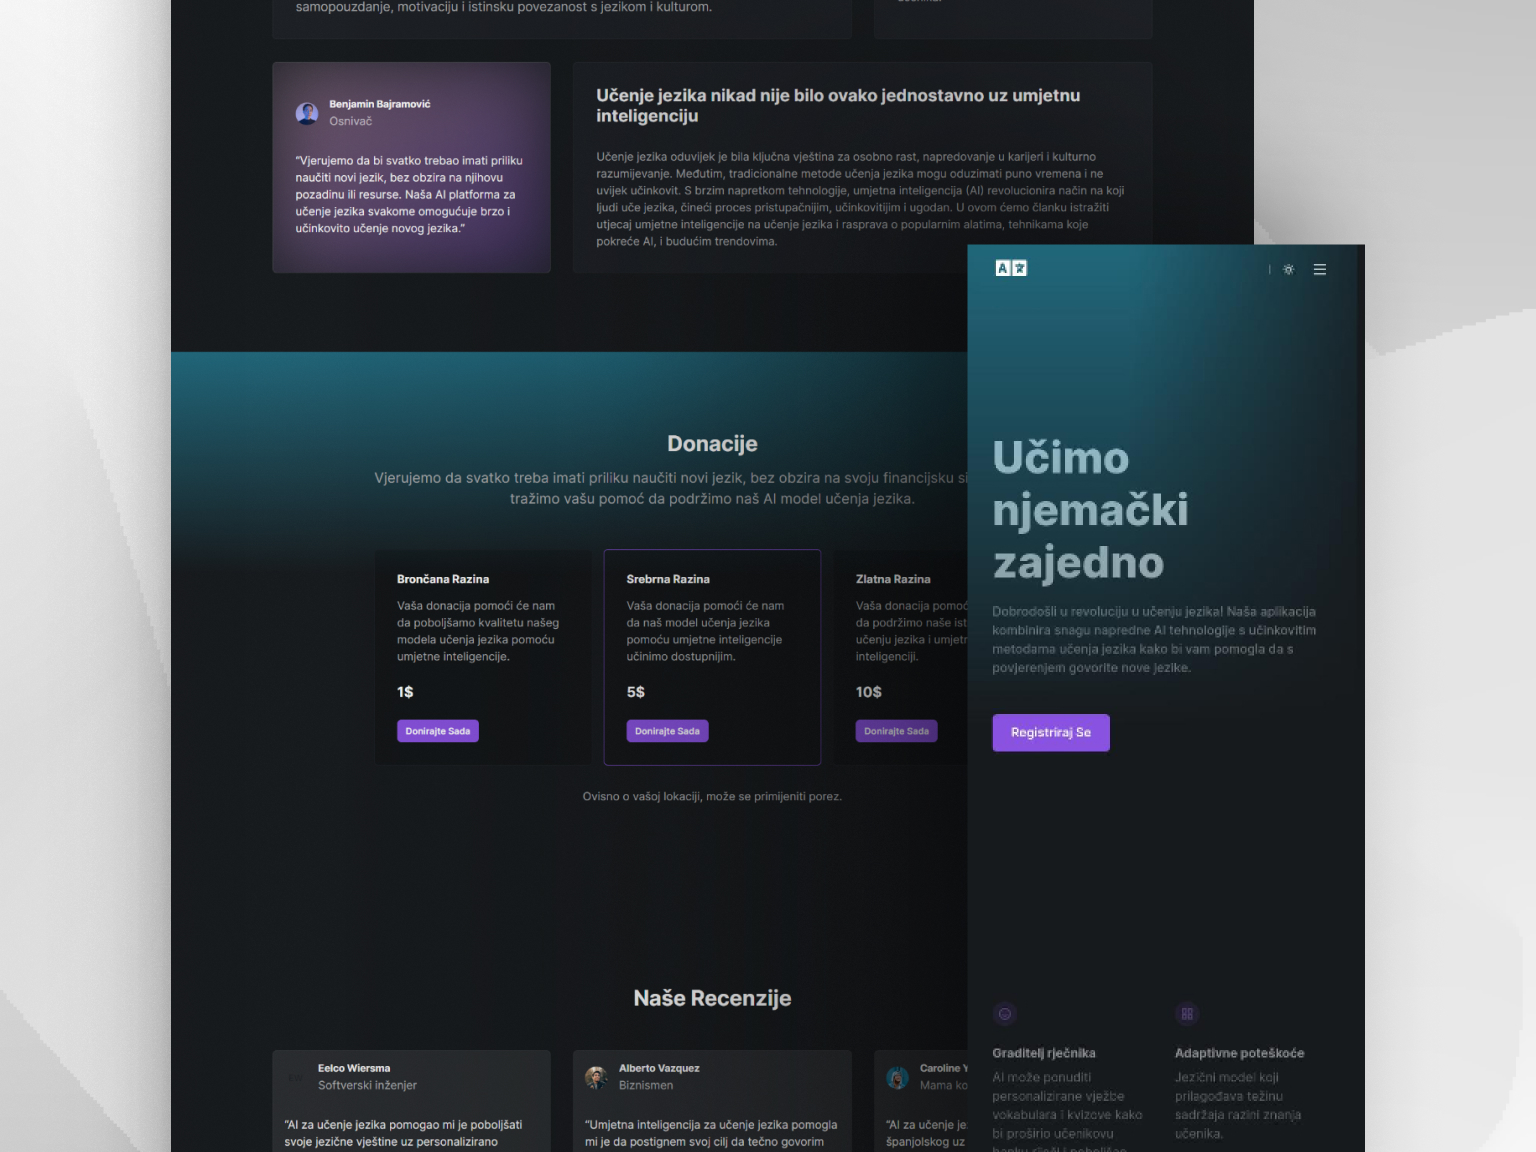 samopouzdanje, motivaciju i istinsku povezanost s jezikom i kulturom.
Benjamin Bajramović
Osnivač
“Vjerujemo da bi svatko trebao imati priliku
naučiti novi jezik, bez obzira na njihovu
pozadinu ili resurse. Naša AI platforma za
učenje jezika svakome omogućuje brzo i
učinkovito učenje novog jezika.”
Učenje jezika nikad nije bilo ovako jednostavno uz umjetnu
inteligenciju
Učenje jezika oduvijek je bila ključna vještina za osobno rast, napredovanje u karijeri i kulturno
razumijevanje. Međutim, tradicionalne metode učenja jezika mogu oduzimati puno vremena i ne
uvijek učinkovit. S brzim napretkom tehnologije, umjetna inteligencija (AI) revolucionira način na koji
ljudi uče jezika, čineći proces pristupačnijim, učinkovitijim i ugodan. U ovom ćemo članku istražiti
utjecaj umjetne inteligencije na učenje jezika i rasprava o popularnim alatima, tehnikama koje
pokreće AI, i budućim trendovima.
Donacije
Vjerujemo da svatko treba imati priliku naučiti novi jezik, bez obzira na svoju financijsku
tražimo vašu pomoć da podržimo naš AI model učenja jezika.
Brončana Razina
Vaša donacija pomoći će nam
da poboljšamo kvalitetu našeg
modela učenja jezika pomoću
umjetne inteligencije.
1$
Donirajte Sada
Srebrna Razina
Vaša donacija pomoći će nam
da naš model učenja jezika
pomoću umjetne inteligencije
učinimo dostupnijim.
5$
Donirajte Sada
Zlatna Razina
Vaša donacija pomoć
da podržimo naše ist
učenju jezika i umjetn
inteligenciji.
10$
Donirajte Sada
Ovisno o vašoj lokaciji, može se primijeniti porez.
Naše Recenzije
Eelco Wiersma
Softverski inženjer
“AI za učenje jezika pomogao mi je poboljšati
svoje jezične vještine uz personalizirano
Alberto Vazquez
Biznismen
“Umjetna inteligencija za učenje jezika pomogla
mi je da postignem svoj cilj da tečno govorim
Caroline Y
Mama ko
“AI za učenje je
španjolskog uz
A
Učimo
njemački
zajedno
Dobrodošli u revoluciju u učenju jezika! Naša aplikacija
kombinira snagu napredne AI tehnologije s učinkovitim
metodama učenja jezika kako bi vam pomogla da s
povjerenjem govorite nove jezike.
Registriraj Se
Graditelj rječnika
AI može ponuditi
personalizirane vježbe
vokabulara i kvizove kako
bi proširio učenikovu
Adaptivne poteškoće
Jezični model koji
prilagođava težinu
sadržaja razini znanja
učenika.